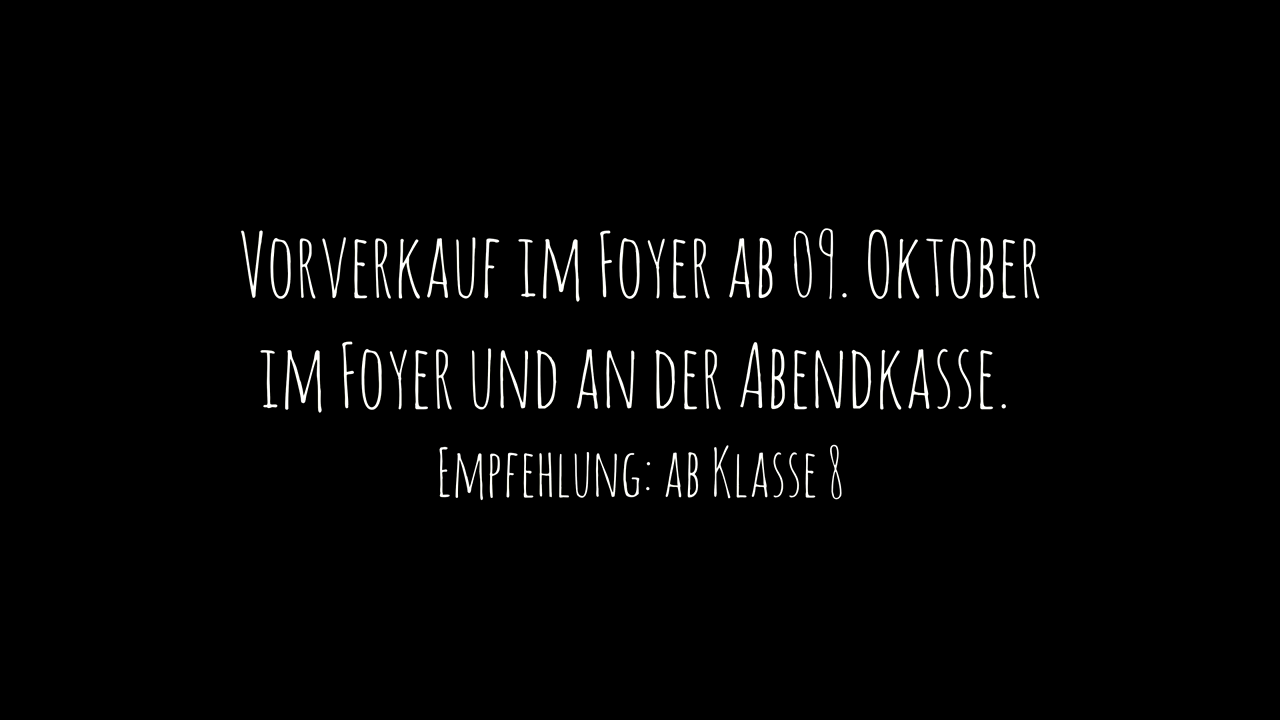 Vorverkauf im Foyer ab 09. Oktober
im Foyer und an der Abendkasse.
Empfehlung: ab Klasse 8